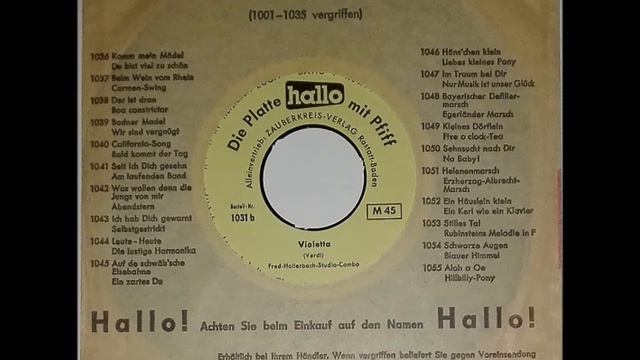 (1001-1035 vergriffen)
1036 Komm mein Mädel
Du bist viel zu schön
1037 Beim Wein vom Rhein
Carmen-Swing
1038 Der ist dran
Boa constrictor
1039 Badner Madel
Wir sind vergnügt
1040 California-Song
Bald kommt der Tag
1041 Seit ich Dich gesehn
Am laufenden Band
1042 Was wollen denn die
Jungs von mir
Abendstern
1043 Ich hab Dich gewarnt
Selbstgestrickt
1044 Leute-Heute
Die lustige Harmonika
1045 Auf de schwäb'sche
Eisebahne
Ein zartes Du
Die Platte hallo mit Pfiff
Alleinvertrieb: ZAUBERKREIS-VERLAG Rastatt-Baden
Bestell-Nr.
1031 b
M 45
Violetta
(Verdi)
Fred-Hollerbach-Studio-Combo
1046 Häns'chen klein
Liebes kleines Pony
1047 Im Traum bei Dir
Nur Musik ist unser Glück
1048 Bayerischer Defilier-
marsch
Egerländer Marsch
1049 Kleines Dörflein
Five o clock-Tea
1050 Sehnsucht nach Dir
Na Baby!
1051 Helenenmarsch
Erzherzog-Albrecht-
Marsch
1052 Ein Häuslein klein
Ein Kerl wie ein Klavier
1053 Stilles Tal
Rubinsteins Melodie in F
1054 Schwarze Augen
Blauer Himmel
1055 Aloh a Oe
Hillbilly-Pony
Hallo! Achten Sie beim Einkauf auf den Namen Hallo!
Erhältlich bei Ihrem Händler. Wenn vergriffen beliefert Sie gegen Voreinsendung